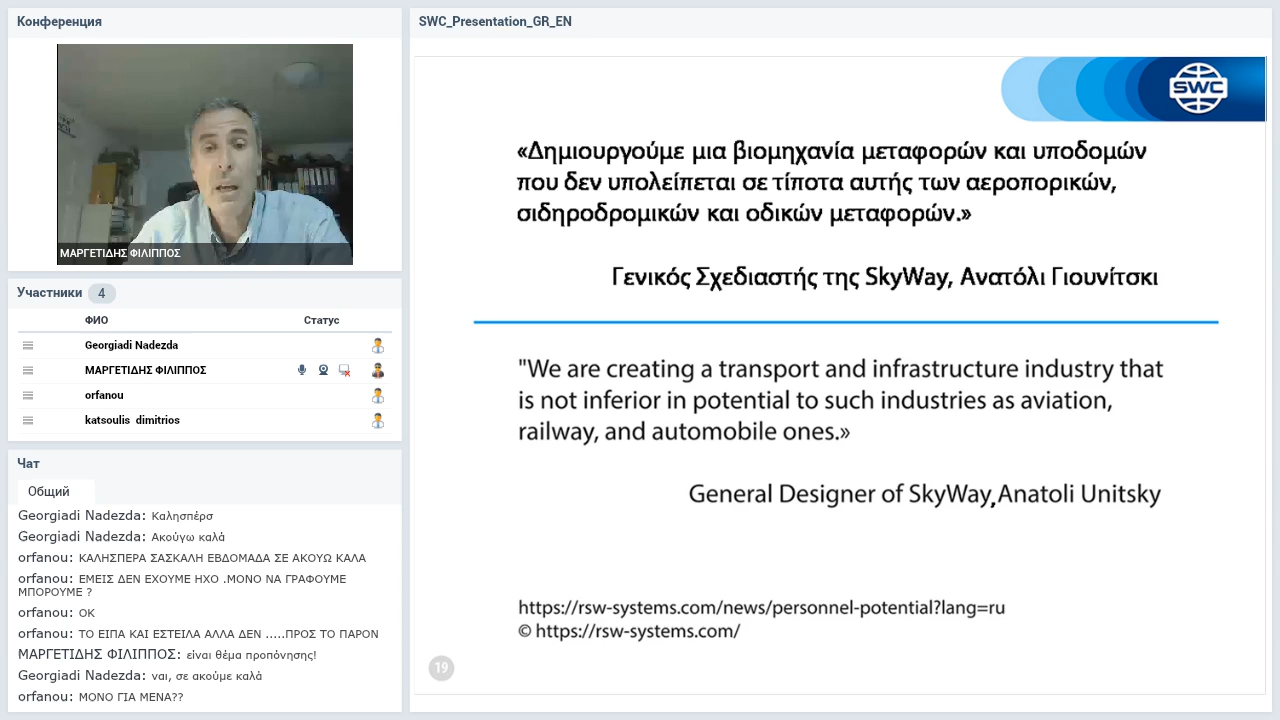 Конференция
ΜΑΡΓΕΤΙΔΗΣ ΦΙΛΙΠΠΟΣ
Участники 4
ФИО Статус
Georgiadi Nadezda
ΜΑΡΓΕΤΙΔΗΣ ΦΙΛΙΠΠΟΣ
orfanou
katsoulis dimitrios
Чат
Общий
Georgiadi Nadezda: Καλησπέρσ
Georgiadi Nadezda: Ακούγω καλά
orfanou: ΚΑΛΗΣΠΕΡΑ ΣΑΣΚΑΛΗ ΕΒΔΟΜΑΔΑ ΣΕ ΑΚΟΥΩ ΚΑΛΑ
orfanou: ΕΜΕΙΣ ΔΕΝ ΕΧΟΥΜΕ ΗΧΟ .ΜΟΝΟ ΝΑ ΓΡΑΦΟΥΜΕ
ΜΠΟΡΟΥΜΕ ?
orfanou: ΟΚ
orfanou: ΤΟ ΕΙΠΑ ΚΑΙ ΕΣΤΕΙΛΑ ΑΛΛΑ ΔΕΝ .....ΠΡΟΣ ΤΟ ΠΑΡΟΝ
ΜΑΡΓΕΤΙΔΗΣ ΦΙΛΙΠΠΟΣ: είναι θέμα προπόνησης!
Georgiadi Nadezda: ναι, σε ακούμε καλά
orfanou: ΜΟΝΟ ΓΙΑ ΜΕΝΑ??
SWC_Presentation_GR_EN
SWC
«Δημιουργούμε μια βιομηχανία μεταφορών και υποδομών
που δεν υπολείπεται σε τίποτα αυτής των αεροπορικών,
σιδηροδρομικών και οδικών μεταφορών.»
Γενικός Σχεδιαστής της SkyWay, Ανατόλι Γιουνίτσκι
"We are creating a transport and infrastructure industry that
is not inferior in potential to such industries as aviation,
railway, and automobile ones.»
General Designer of SkyWay,Anatoli Unitsky
https://rsw-systems.com/news/personnel-potential?lang=ru
© https://rsw-systems.com/
19